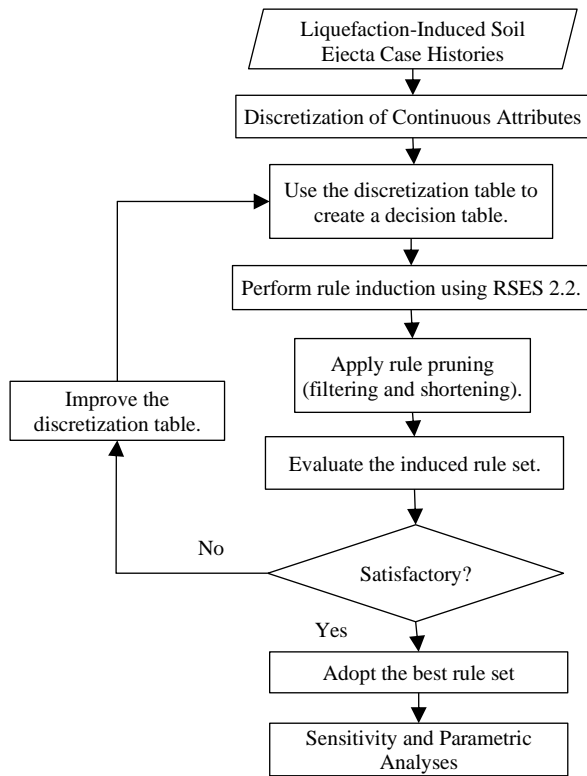 Liquefaction-Induced Soil
Ejecta Case Histories
Discretization of Continuous Attributes
Use the discretization table to
create a decision table.
Perform rule induction using RSES 2.2.
Apply rule pruning
(filtering and shortening).
Improve the
discretization table.
Evaluate the induced rule set.
No
Satisfactory?
Yes
Adopt the best rule set
Sensitivity and Parametric
Analyses